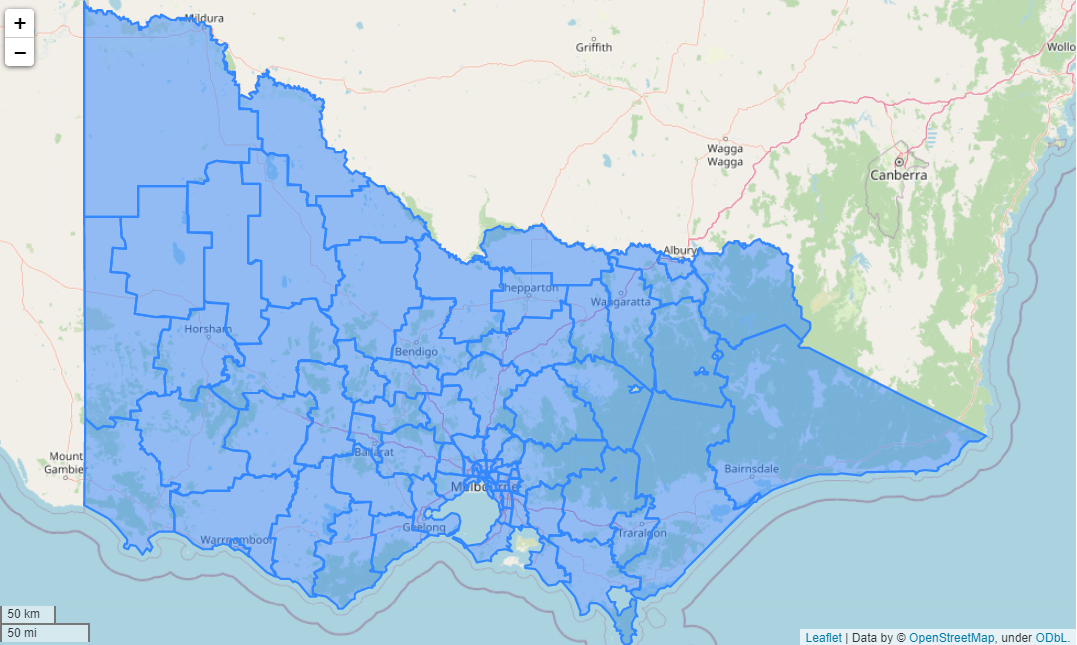 +
−
Mildura
Griffith
Wollo
Wagga
Wagga
Canberra
Albury
Shepparton
Wangaratta
Horsham
Bendigo
Mount
Gambie
Ballarat
Melbourne
Bairnsdale
Geelong
Traralgon
Warrnambool
50 km
50 mi
Leaflet | Data by © OpenStreetMap, under ODbL.